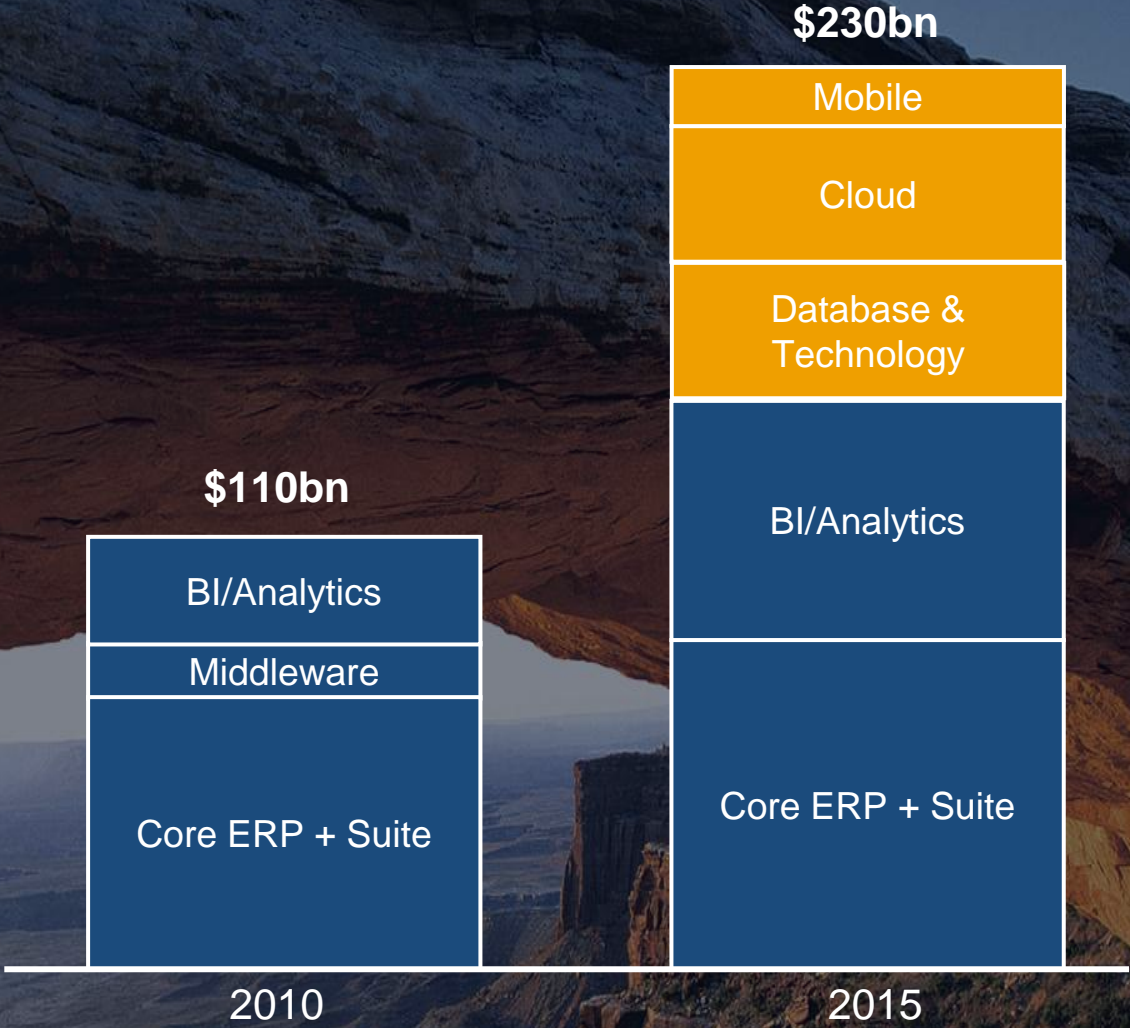 $230bn
Mobile
Cloud
Database &
Technology
BI/Analytics
Core ERP + Suite
$110bn
BI/Analytics
Middleware
Core ERP + Suite
2010
2015